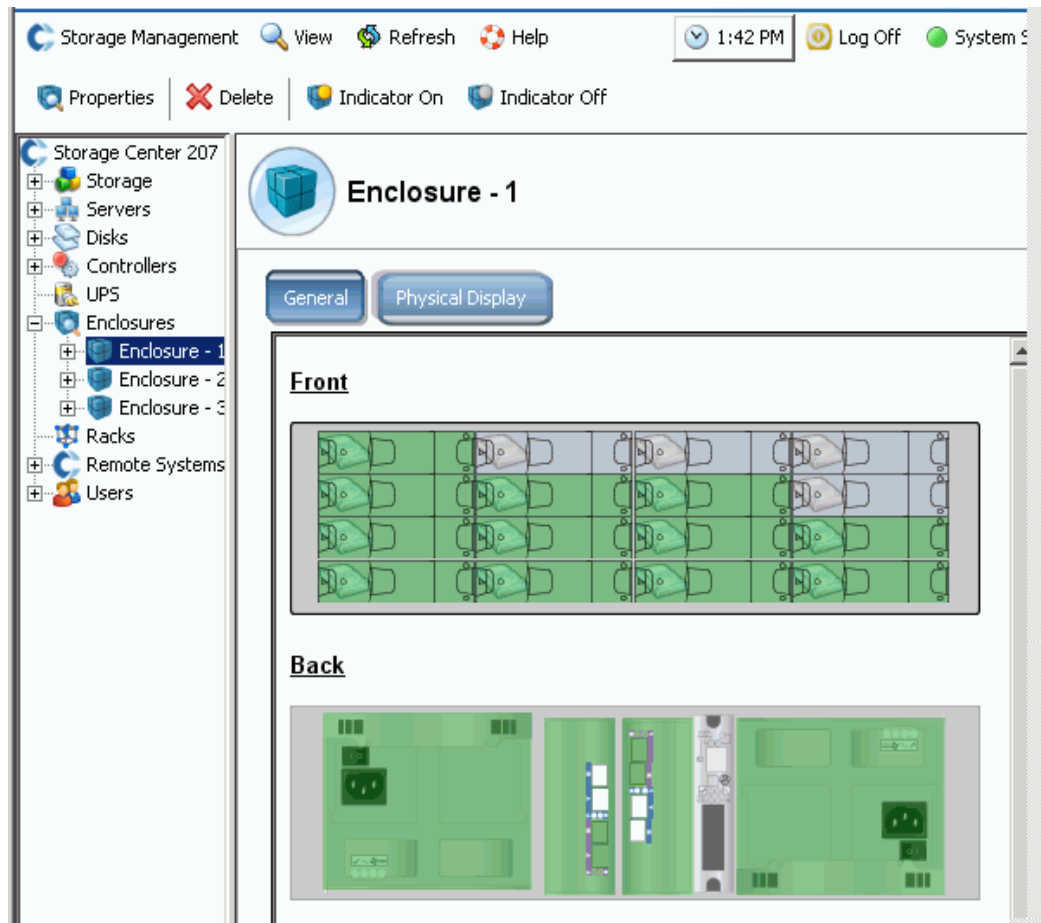 Storage Management View Refresh Help 1:42 PM Log Off System S
Properties Delete Indicator On Indicator Off
Storage Center 207
Storage
Servers
Disks
Controllers
UPS
Enclosures
Enclosure - 1
Enclosure - 2
Enclosure - 3
Racks
Remote Systems
Users
Enclosure - 1
General Physical Display
Front
Back